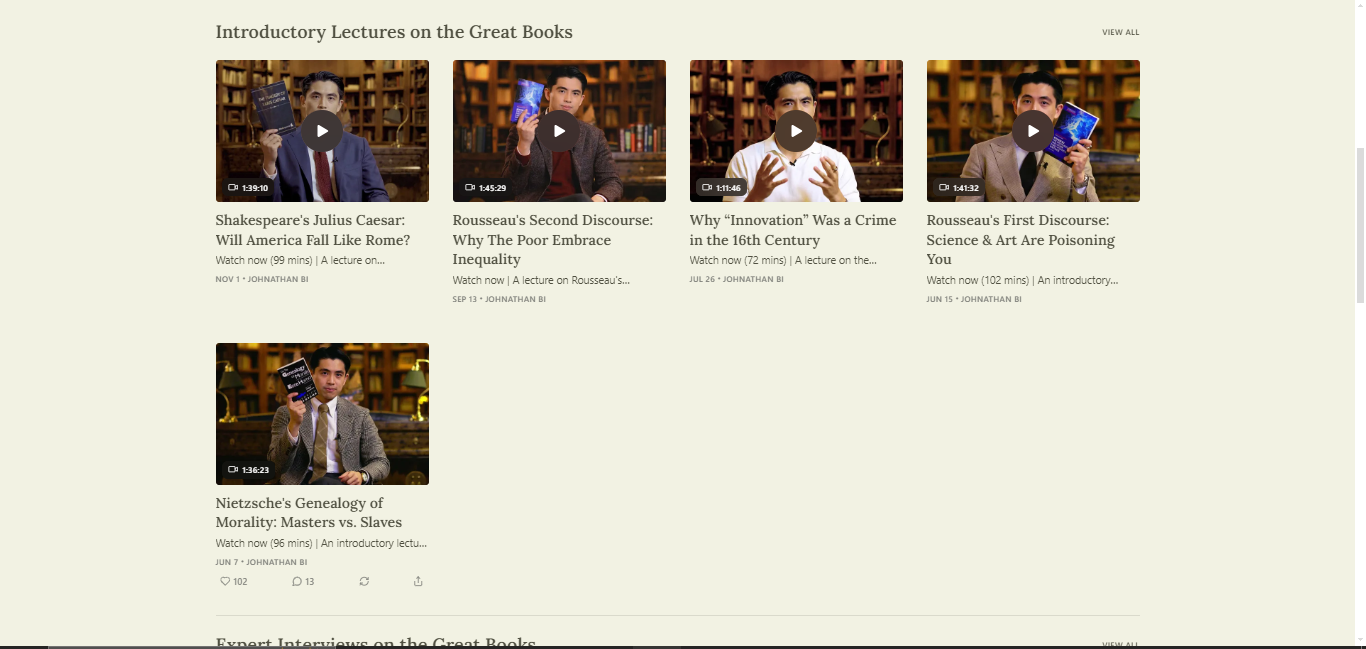 Introductory Lectures on the Great Books
VIEW ALL
1:39:10
Shakespeare's Julius Caesar:
Will America Fall Like Rome?
Watch now (99 mins) | A lecture on...
NOV 1 • JOHNATHAN BI
1:45:29
Rousseau's Second Discourse:
Why The Poor Embrace
Inequality
Watch now | A lecture on Rousseau's...
SEP 13 • JOHNATHAN BI
1:11:46
Why “Innovation” Was a Crime
in the 16th Century
Watch now (72 mins) | A lecture on the...
JUL 26 • JOHNATHAN BI
1:41:32
Rousseau's First Discourse:
Science & Art Are Poisoning
You
Watch now (102 mins) | An introductory...
JUN 15 • JOHNATHAN BI
1:36:23
Nietzsche's Genealogy of
Morality: Masters vs. Slaves
Watch now (96 mins) | An introductory lectu...
JUN 7 • JOHNATHAN BI
102
13
Expert Interviews on the Great Books
VIEW ALL